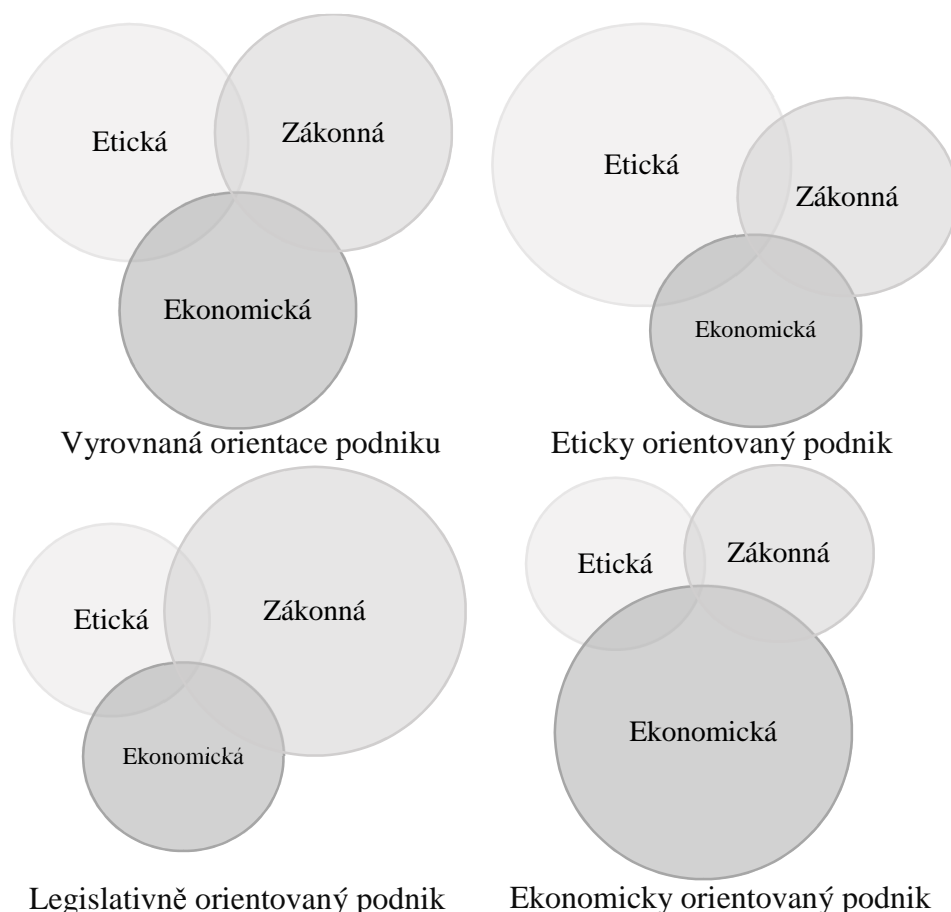 Etická
Zákonná
Ekonomická
Vyrovnaná orientace podniku
Etická
Zákonná
Ekonomická
Eticky orientovaný podnik
Etická
Zákonná
Ekonomická
Legislativně orientovaný podnik
Etická
Zákonná
Ekonomická
Ekonomicky orientovaný podnik